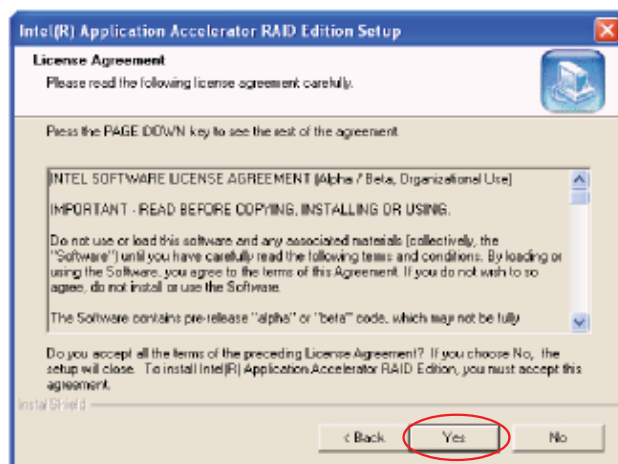 Intel(R) Application Accelerator RAID Edition Setup
License Agreement
Please read the following license agreement carefully.
Press the PAGE DOWN key to see the rest of the agreement.
INTEL SOFTWARE LICENSE AGREEMENT (Alpha / Beta, Organizational Use)
IMPORTANT - READ BEFORE COPYING, INSTALLING OR USING.
Do not use or load this software and any associated materials (collectively, the
"Software") until you have carefully read the following terms and conditions. By loading or
using the Software, you agree to the terms of this Agreement. If you do not wish to so
agree, do not install or use the Software.
The Software contains pre-release "alpha" or "beta" code, which may not be fully
Do you accept all the terms of the preceding License Agreement? If you choose No, the
setup will close. To install Intel(R) Application Accelerator RAID Edition, you must accept this
agreement.
InstallShield
< Back
Yes
No